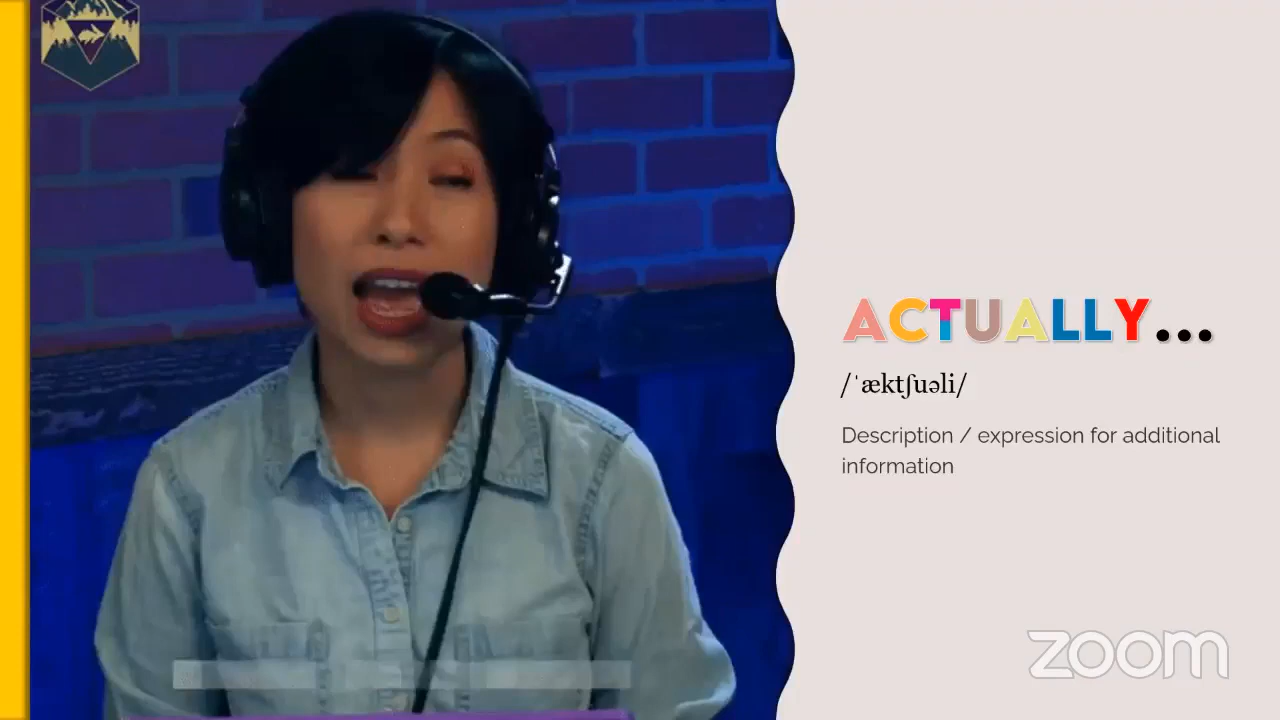 ACTUALLY...
/ˈæktʃuəli/
Description / expression for additional
information
zoom